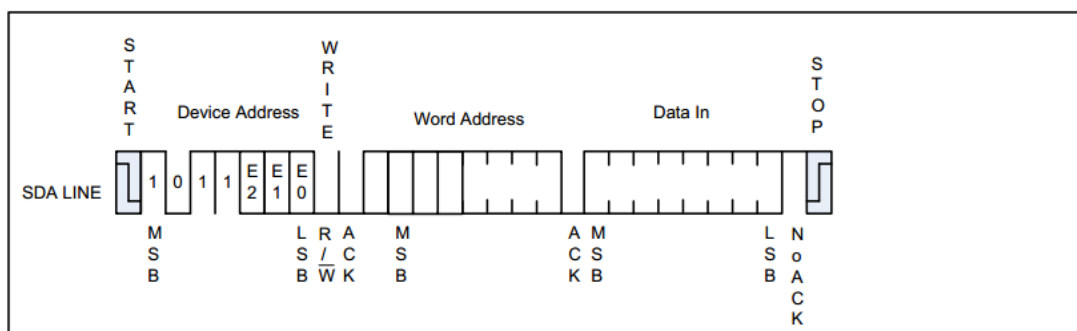 START
WRITE
STOP
Device Address
Word Address
Data In
SDA LINE
1 0 1 1 E2 E1 E0
MSB
LSB
R/W̅
ACK
MSB
ACK
MSB
LSB
NoACK